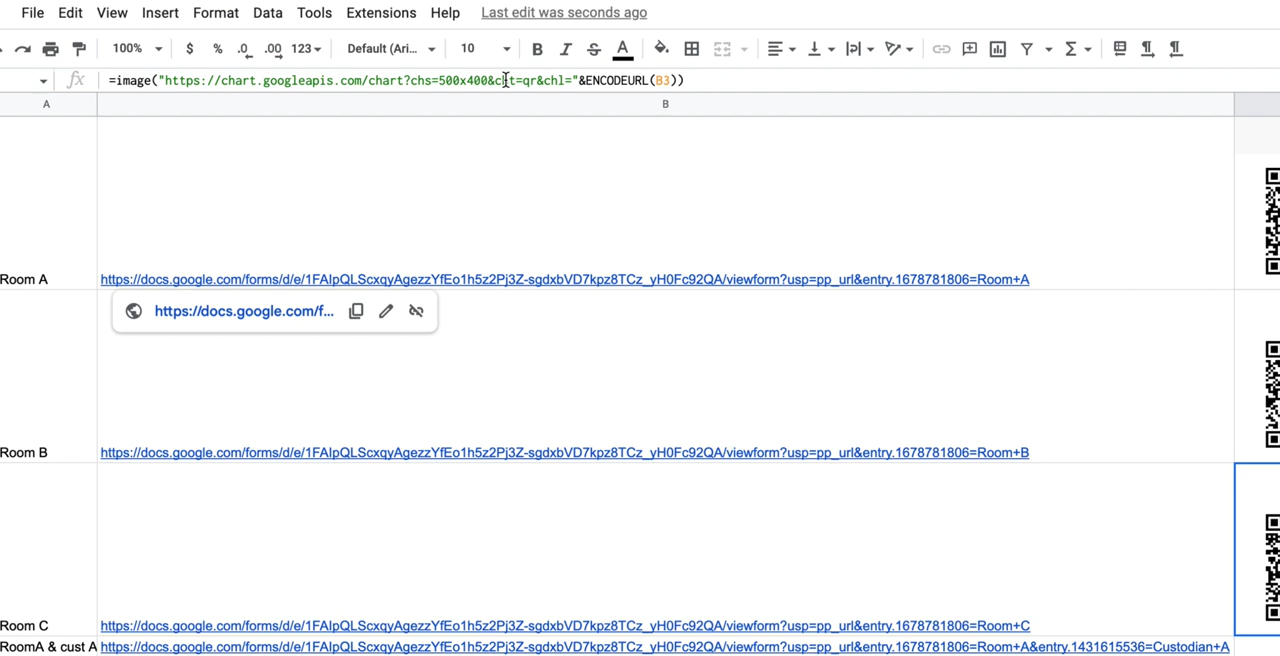 File Edit View Insert Format Data Tools Extensions Help Last edit was seconds ago
100% $ % .0 .00 123 Default (Ari... 10 B I S A
fx =image("https://chart.googleapis.com/chart?chs=500x400&cht=qr&chl="&ENCODEURL(B3))
A B
Room A https://docs.google.com/forms/d/e/1FAIpQLScxqyAgezzYfEo1h5z2Pj3Z-sgdxbVD7kpz8TCz_yH0Fc92QA/viewform?usp=pp_url&entry.1678781806=Room+A
https://docs.google.com/f...
Room B https://docs.google.com/forms/d/e/1FAIpQLScxqyAgezzYfEo1h5z2Pj3Z-sgdxbVD7kpz8TCz_yH0Fc92QA/viewform?usp=pp_url&entry.1678781806=Room+B
Room C https://docs.google.com/forms/d/e/1FAIpQLScxqyAgezzYfEo1h5z2Pj3Z-sgdxbVD7kpz8TCz_yH0Fc92QA/viewform?usp=pp_url&entry.1678781806=Room+C
RoomA & cust A https://docs.google.com/forms/d/e/1FAIpQLScxqyAgezzYfEo1h5z2Pj3Z-sgdxbVD7kpz8TCz_yH0Fc92QA/viewform?usp=pp_url&entry.1678781806=Room+A&entry.1431615536=Custodian+A